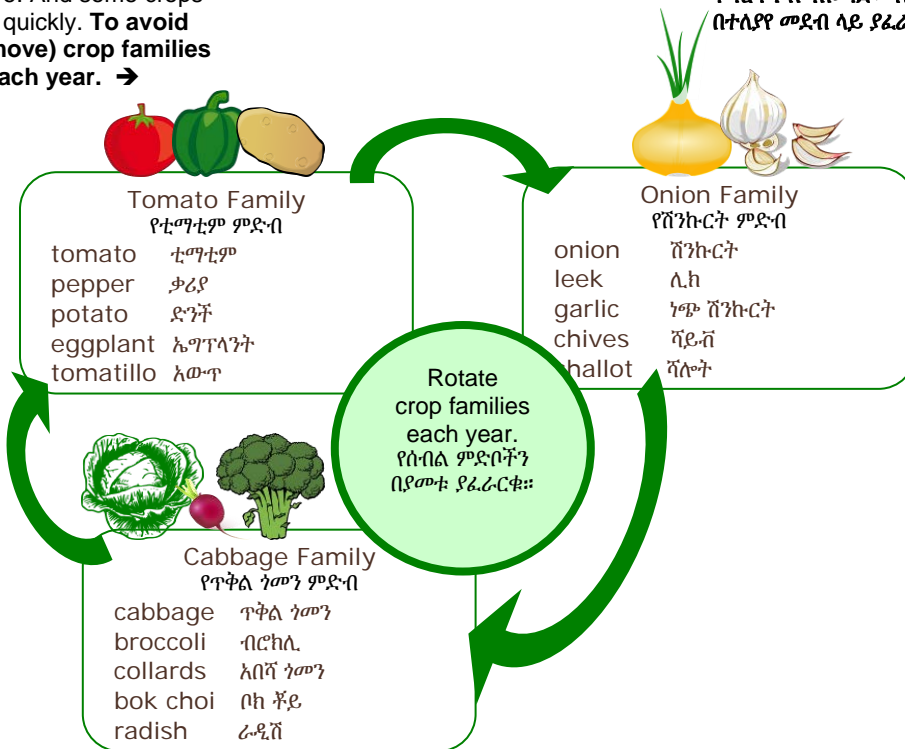 quickly. To avoid
move) crop families
each year. ➔
በተለያየ መደብ ላይ
Tomato Family
የቲማቲም ምድብ
tomato ቲማቲም
pepper ቃሪያ
potato ድንች
eggplant ኤግፕላንት
tomatillo አውጥ
Onion Family
የሽንኩርት ምድብ
onion ሽንኩርት
leek ሊክ
garlic ነጭ ሽንኩርት
chives ሻይቭ
hallot ሻሎት
Rotate
crop families
each year.
የሰብል ምድቦችን
በያመቱ ያፈራርቁ።
Cabbage Family
የጥቅል ጎመን ምድብ
cabbage ጥቅል ጎመን
broccoli ብሮክሊ
collards አበሻ ጎመን
bok choi ቦክ ቾይ
radish ራዲሽ